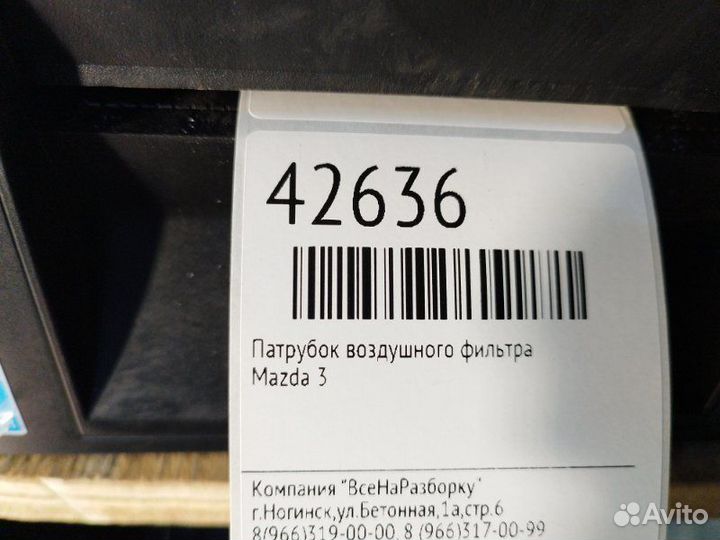 42636
Патрубок воздушного фильтра
Mazda 3
Компания "ВсеНаРазборку"
г.Ногинск,ул.Бетонная,1а,стр.6
8(966)319-00-00, 8 (966)317-00-99
Avito